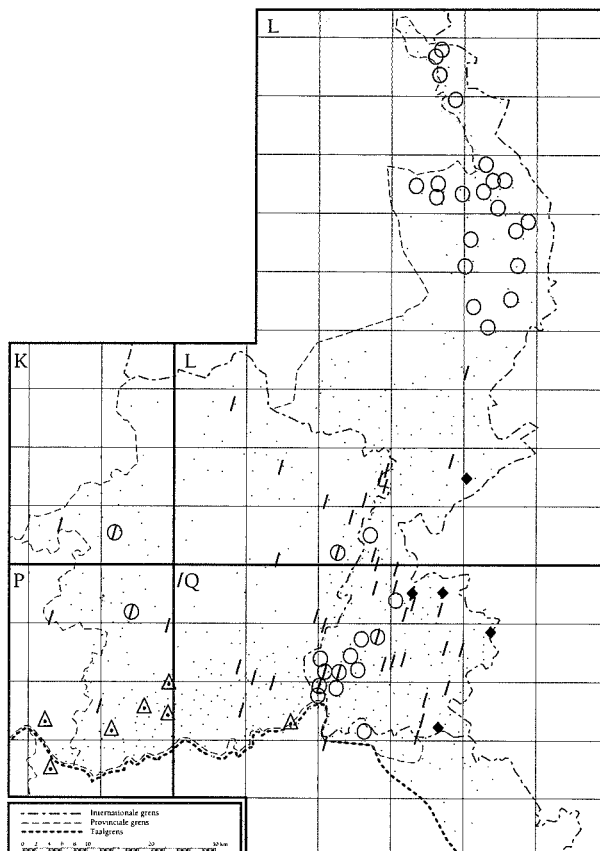 L
K
L
P
/Q
Internationale grens
Provinciale grens
Taalgrens
0 2 4 6 8 10 20 30 km